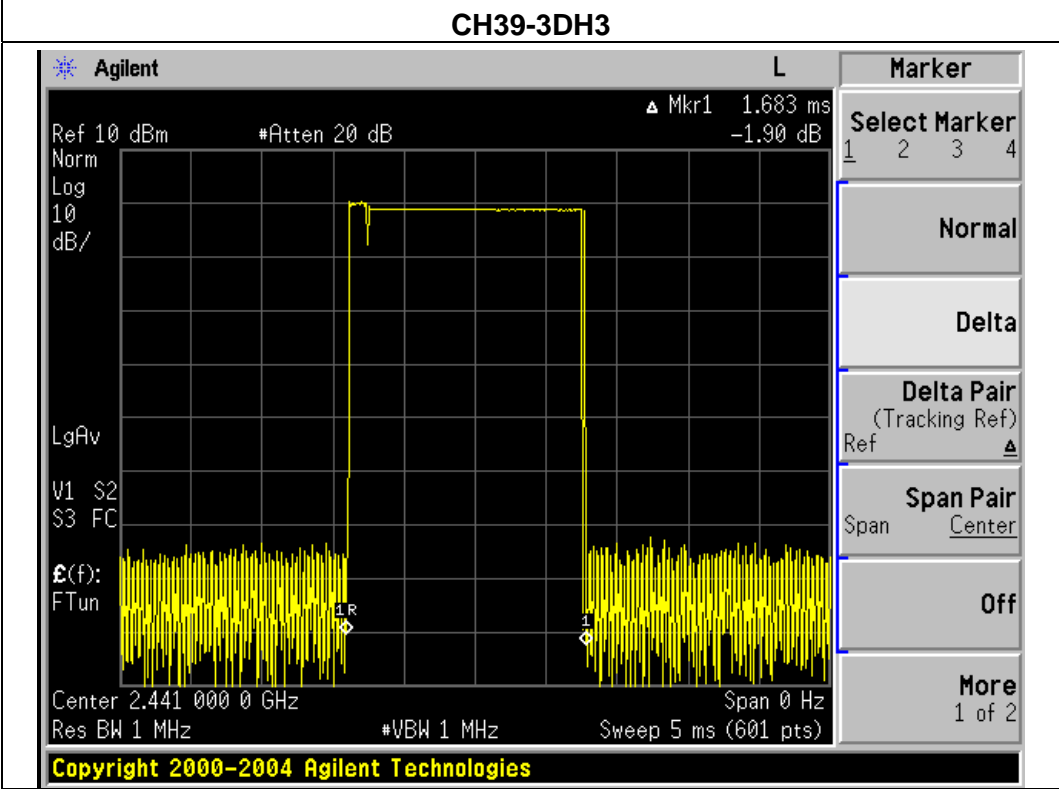 CH39-3DH3
Agilent L
Δ Mkr1 1.683 ms
Ref 10 dBm #Atten 20 dB -1.90 dB
Norm
Log
10
dB/
LgAv
V1 S2
S3 FC
£(f):
FTun
1R
1
Center 2.441 000 0 GHz Span 0 Hz
Res BW 1 MHz #VBW 1 MHz Sweep 5 ms (601 pts)
Copyright 2000-2004 Agilent Technologies
Marker
Select Marker
1 2 3 4
Normal
Delta
Delta Pair
(Tracking Ref)
Ref Δ
Span Pair
Span Center
Off
More
1 of 2